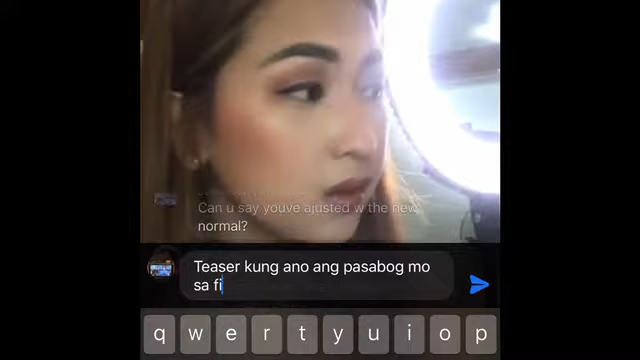 Can u say youve ajusted w the new
normal?
Teaser kung ano ang pasabog mo
sa fi
q w e r t y u i o p